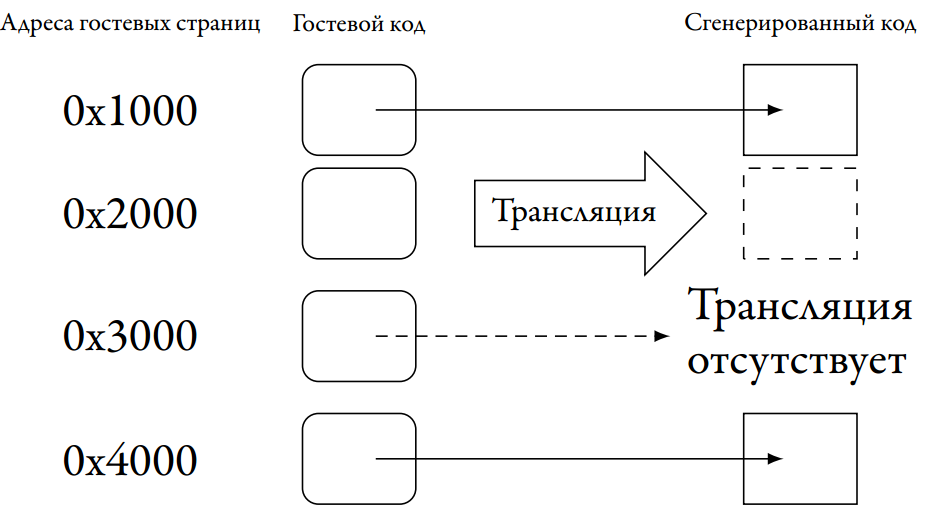 Адреса гостевых страниц
Гостевой код
Сгенерированный код
0x1000
0x2000
Трансляция
0x3000
Трансляция
отсутствует
0x4000